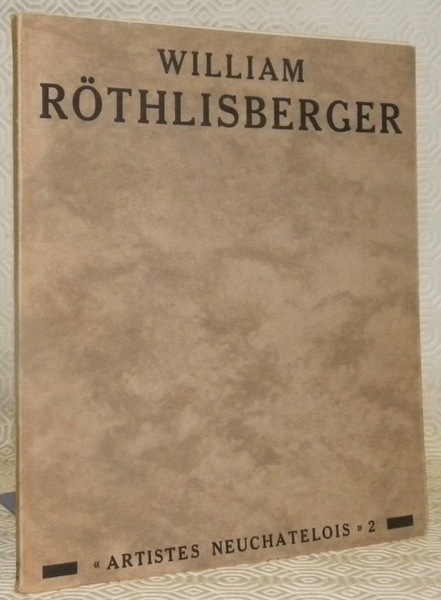 WILLIAM
RÖTHLISBERGER
« ARTISTES NEUCHATELOIS » 2